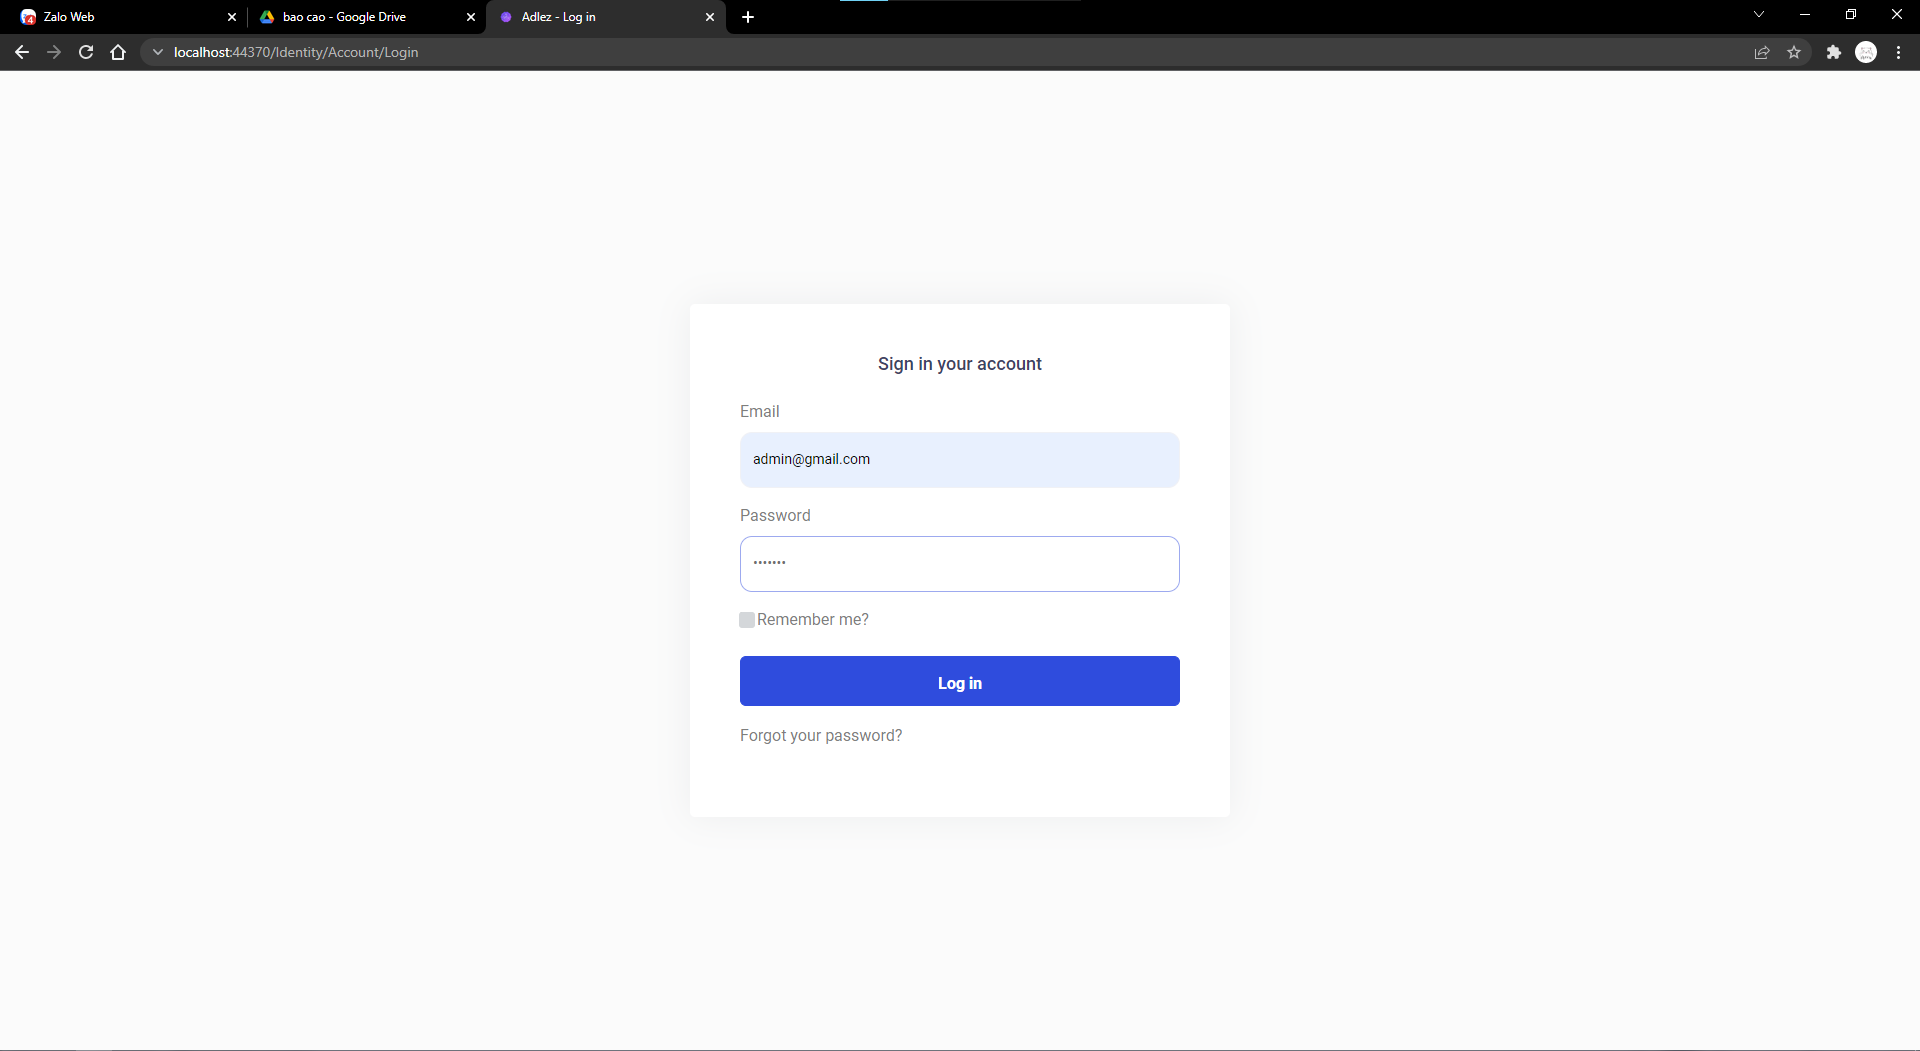 Zalo Web
bao cao - Google Drive
Adlez - Log in
localhost:44370/Identity/Account/Login
Sign in your account
Email
admin@gmail.com
Password
•••••••
Remember me?
Log in
Forgot your password?